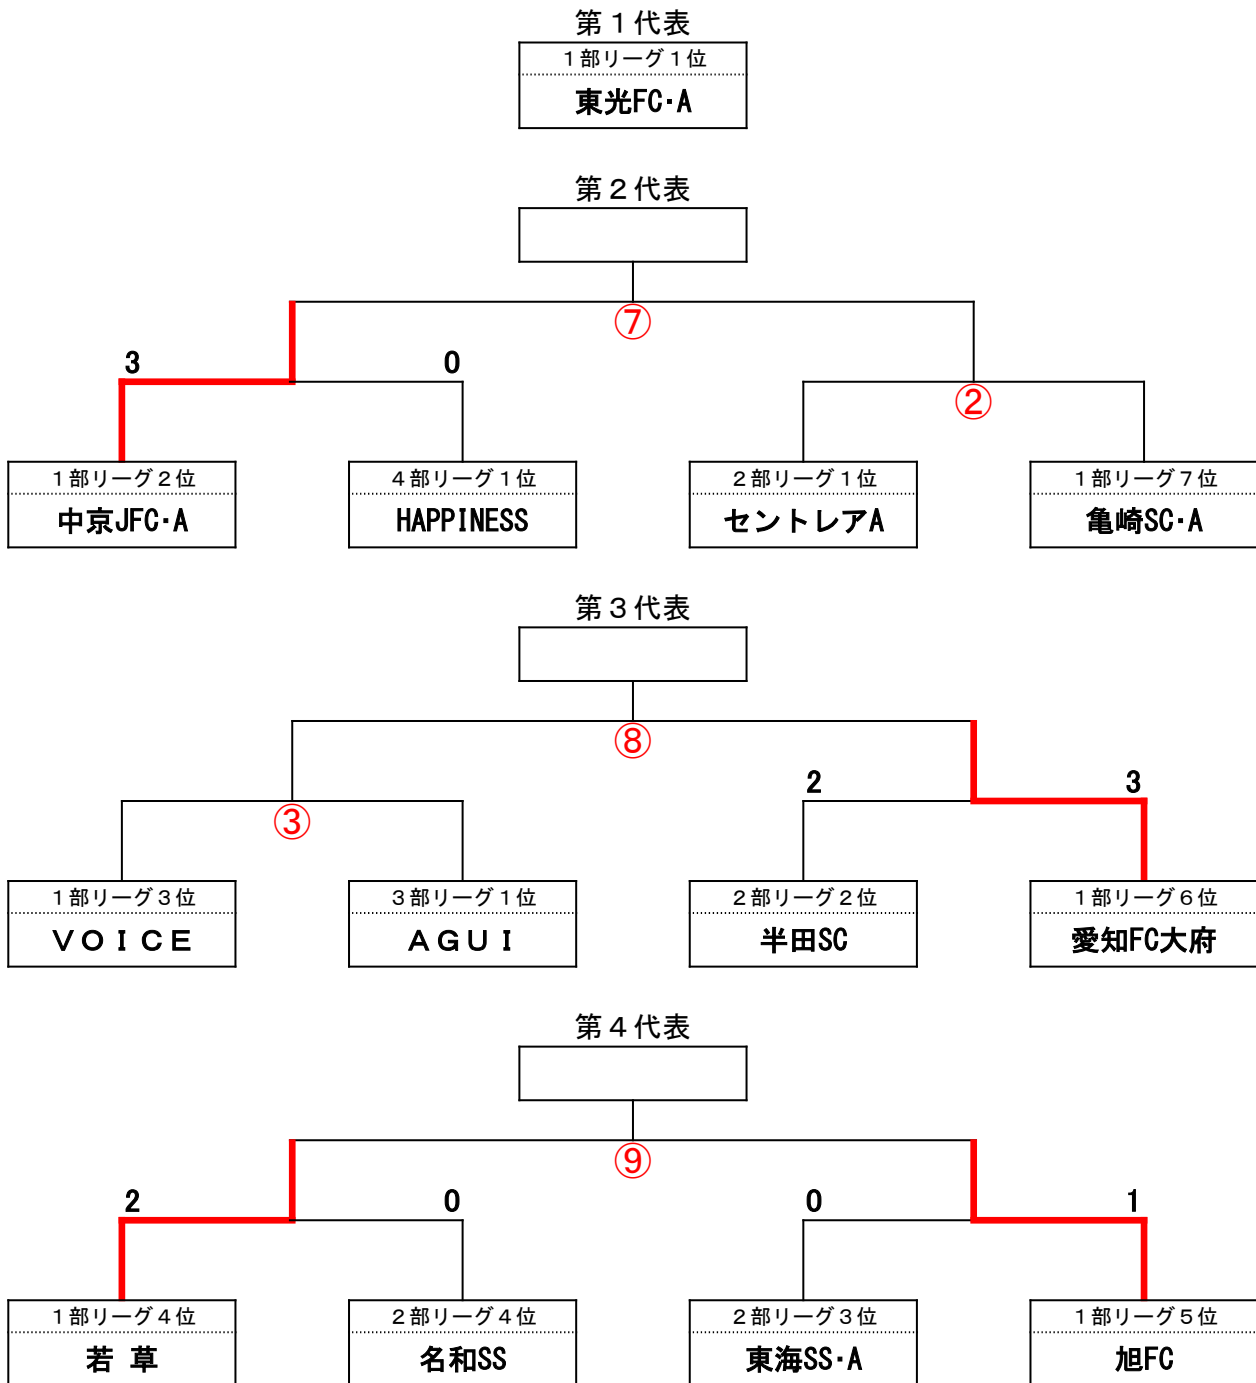 第１代表
１部リーグ１位
東光FC・A
第２代表
⑦
3 0
②
１部リーグ２位 ４部リーグ１位 ２部リーグ１位 １部リーグ７位
中京JFC・A HAPPINESS セントレアA 亀崎SC・A
第３代表
⑧
2 3
③
１部リーグ３位 ３部リーグ１位 ２部リーグ２位 １部リーグ６位
ＶＯＩＣＥ ＡＧＵＩ 半田SC 愛知FC大府
第４代表
⑨
2 0 0 1
１部リーグ４位 ２部リーグ４位 ２部リーグ３位 １部リーグ５位
若 草 名和SS 東海SS・A 旭FC